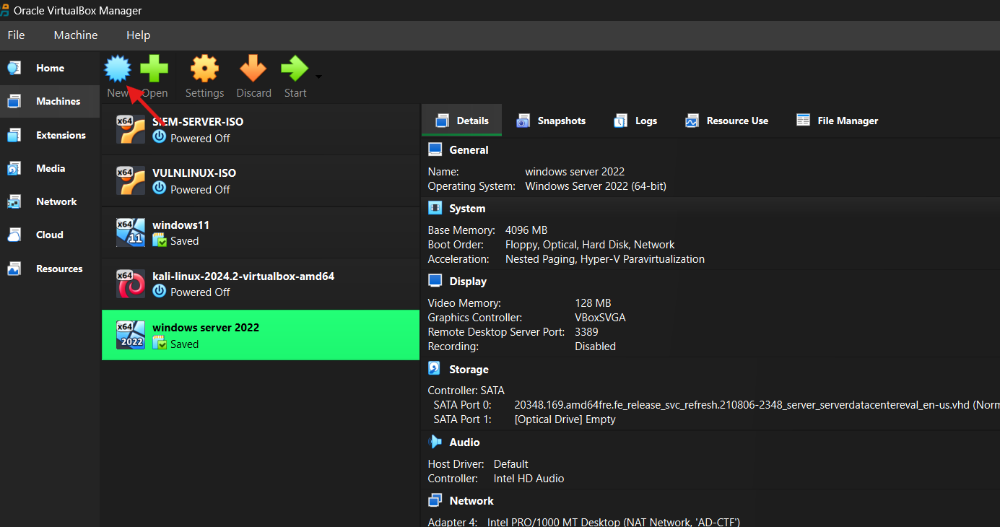 Oracle VirtualBox Manager
File Machine Help
Home
Machines
Extensions
Media
Network
Cloud
Resources
New Open Settings Discard Start
x64 SIEM-SERVER-ISO
Powered Off
x64 VULNLINUX-ISO
Powered Off
x64 11 windows11
Saved
x64 kali-linux-2024.2-virtualbox-amd64
Powered Off
x64 2022 windows server 2022
Saved
Details Snapshots Logs Resource Use File Manager
General
Name: windows server 2022
Operating System: Windows Server 2022 (64-bit)
System
Base Memory: 4096 MB
Boot Order: Floppy, Optical, Hard Disk, Network
Acceleration: Nested Paging, Hyper-V Paravirtualization
Display
Video Memory: 128 MB
Graphics Controller: VBoxSVGA
Remote Desktop Server Port: 3389
Recording: Disabled
Storage
Controller: SATA
SATA Port 0: 20348.169.amd64fre.fe_release_svc_refresh.210806-2348_server_serverdatacentereval_en-us.vhd (Norm
SATA Port 1: [Optical Drive] Empty
Audio
Host Driver: Default
Controller: Intel HD Audio
Network
Adapter 4: Intel PRO/1000 MT Desktop (NAT Network, 'AD-CTF')